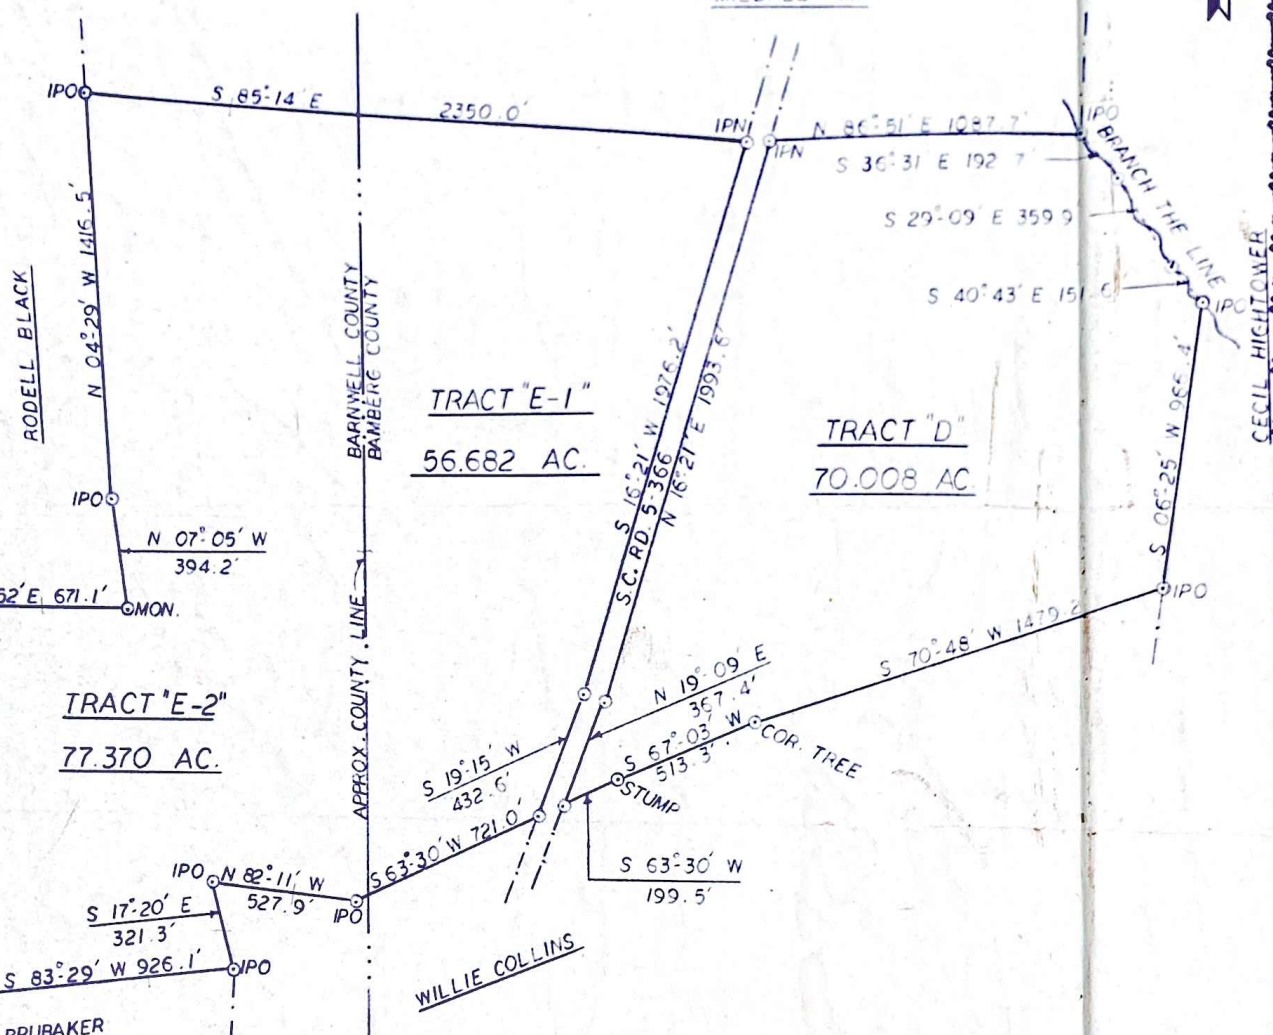 IPO
S 85°-14' E
2350.0'
IPN
IPN
N 86°-51' E 1087.7'
IPO
S 36°-31' E 192.7'
BRANCH THE LINE
S 29°-09' E 359.9
S 40°-43' E 151.
IPO
CECIL HIGHTOWER
RODELL BLACK
N 04°-29' W 1416.5'
BARNWELL COUNTY
BAMBERG COUNTY
TRACT "E-1"
56.682 AC.
S 16°-21' W 1976.2'
S.C. RD. 5-366
N 16°-21' E 1993.6'
TRACT "D"
70.008 AC.
S 06°-25' W 966.4'
IPO
IPO
N 07°-05' W
394.2'
52' E 671.1'
MON.
APPROX COUNTY LINE
S 70°-48' W 1479.2
N 19°-09' E
367.4'
S 67°-03' W
513.3'
COR. TREE
TRACT "E-2"
77.370 AC.
S 19°-15' W
432.6'
STUMP
S 63°-30' W 721.0'
S 63°-30' W
199.5'
IPO
N 82°-11' W
527.9'
IPO
S 17°-20' E
321.3'
S 83°-29' W 926.1'
IPO
WILLIE COLLINS
BRUBAKER